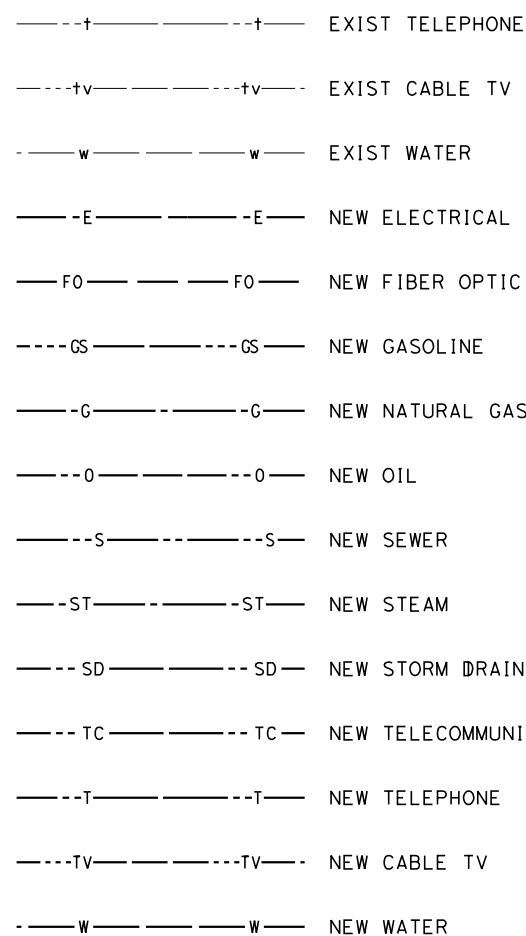 t t EXIST TELEPHONE
tv tv EXIST CABLE TV
w w EXIST WATER
E E NEW ELECTRICAL
FO FO NEW FIBER OPTIC
GS GS NEW GASOLINE
G G NEW NATURAL GAS
O O NEW OIL
S S NEW SEWER
ST ST NEW STEAM
SD SD NEW STORM DRAIN
TC TC NEW TELECOMMUNI
T T NEW TELEPHONE
TV TV NEW CABLE TV
W W NEW WATER